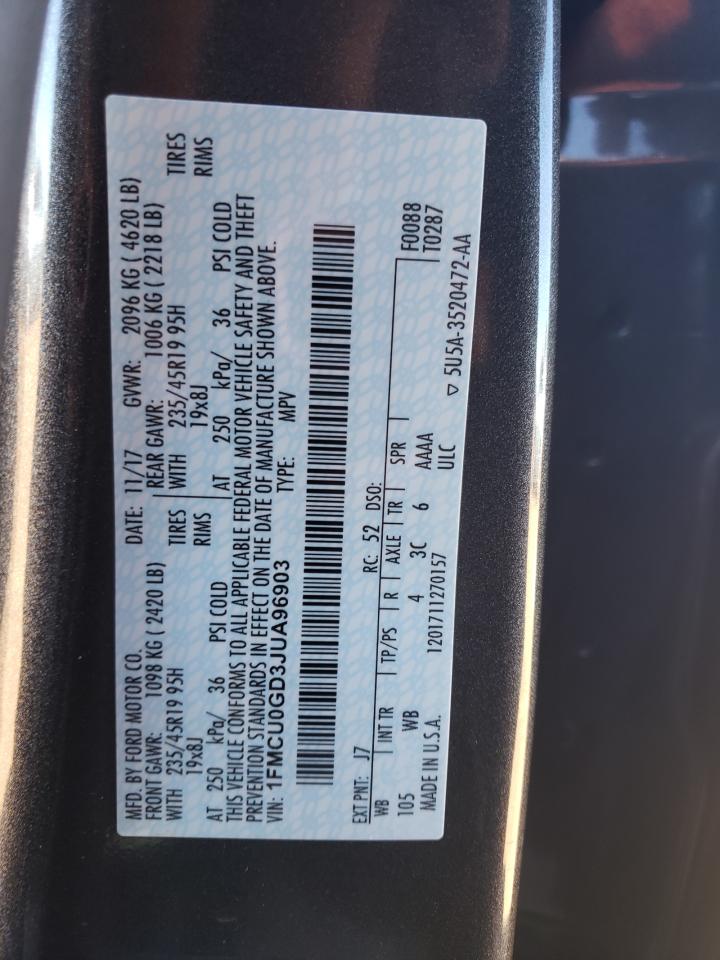 MFD. BY FORD MOTOR CO. DATE: 11/17 GVWR: 2096 KG ( 4620 LB)
FRONT GAWR: 1098 KG ( 2420 LB) REAR GAWR: 1006 KG ( 2218 LB)
WITH 235/45R19 95H TIRES WITH 235/45R19 95H TIRES
19x8J RIMS 19x8J RIMS
AT 250 kPa/ 36 PSI COLD AT 250 kPa/ 36 PSI COLD
THIS VEHICLE CONFORMS TO ALL APPLICABLE FEDERAL MOTOR VEHICLE SAFETY AND THEFT
PREVENTION STANDARDS IN EFFECT ON THE DATE OF MANUFACTURE SHOWN ABOVE.
VIN: 1FMCU0GD3JUA96903 TYPE: MPV
EXT PNT: J7 RC: 52 DSO: F0088
WB INT TR TP/PS R AXLE TR SPR T0287
105 WB 4 3C 6 AAAA
MADE IN U.S.A. 1201711270157 ULC ▽ 5U5A-3520472-AA